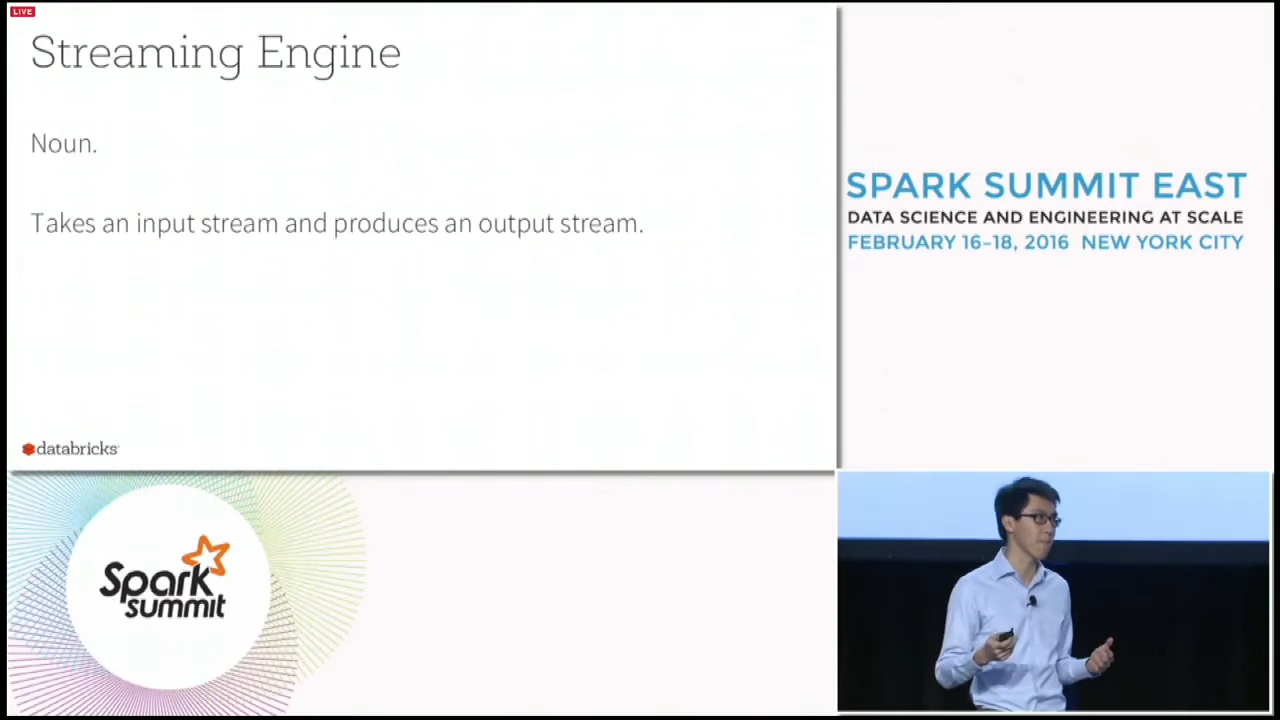 LIVE
Streaming Engine
Noun.
Takes an input stream and produces an output stream.
databricks
SPARK SUMMIT EAST
DATA SCIENCE AND ENGINEERING AT SCALE
FEBRUARY 16–18, 2016 NEW YORK CITY
Spark
summit